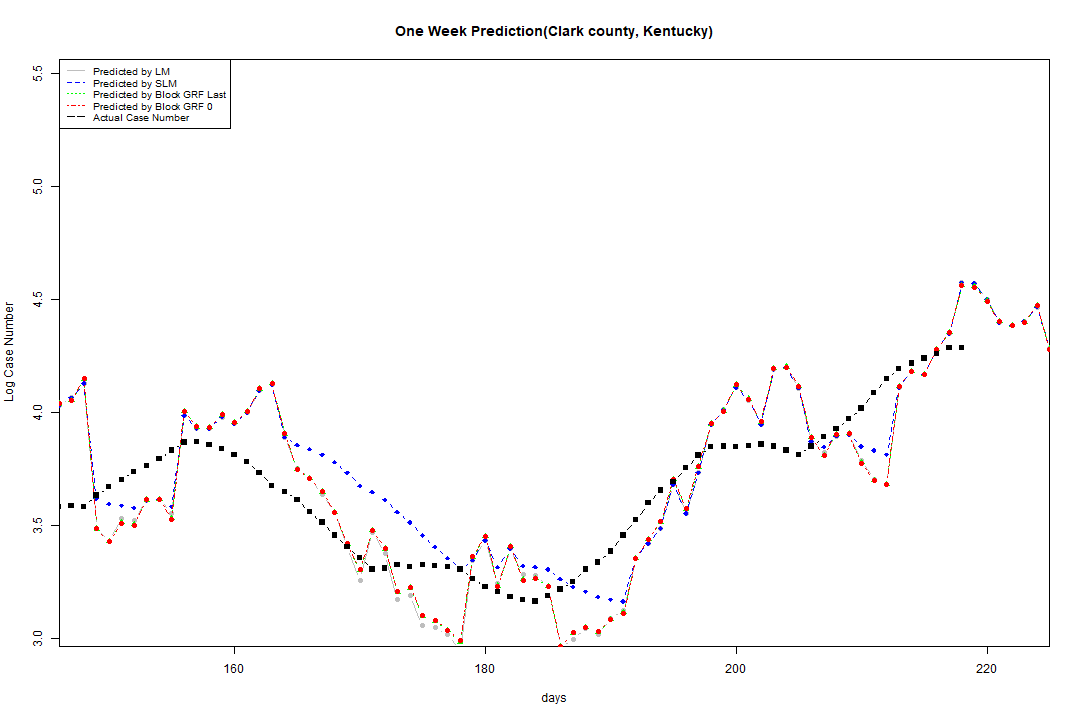 One Week Prediction(Clark county, Kentucky)
Predicted by LM
Predicted by SLM
Predicted by Block GRF Last
Predicted by Block GRF 0
Actual Case Number
5.5
5.0
4.5
4.0
3.5
3.0
Log Case Number
160 180 200 220
days